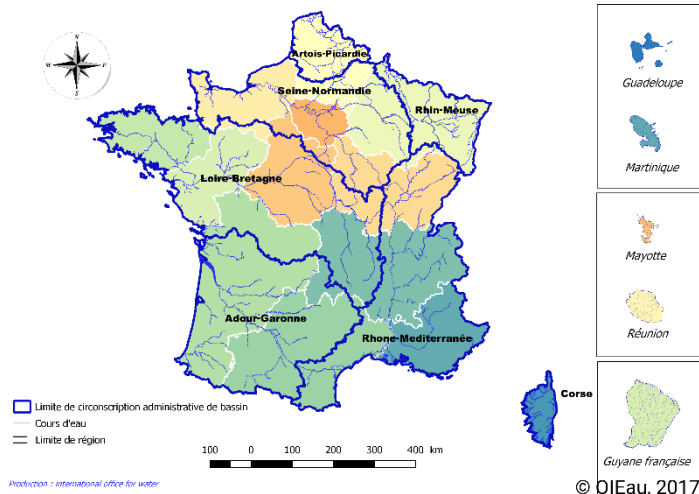 Artois-Picardie
Seine-Normandie
Rhin-Meuse
Loire-Bretagne
Adour-Garonne
Rhone-Mediterranée
Corse
Guadeloupe
Martinique
Mayotte
Réunion
Guyane française
Limite de circonscription administrative de bassin
Cours d'eau
Limite de région
100 0 100 200 300 400 km
Production : international office for water
© OIEau, 2017